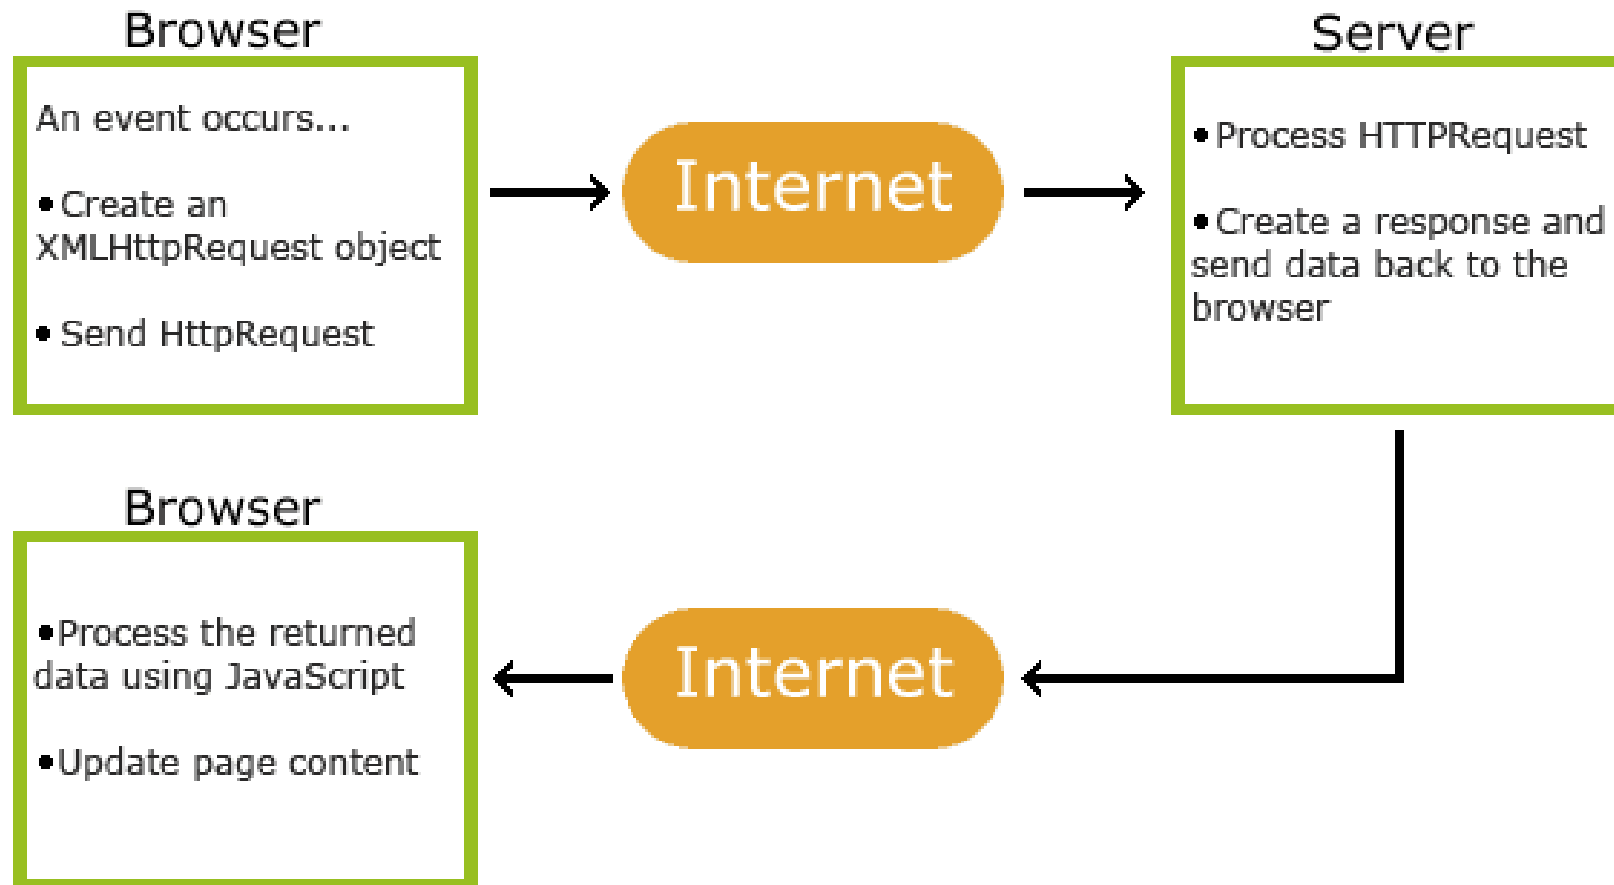 Browser
An event occurs...
•Create an
XMLHttpRequest object
• Send HttpRequest
Internet
Server
•Process HTTPRequest
•Create a response and
send data back to the
browser
Browser
•Process the returned
data using JavaScript
•Update page content
Internet